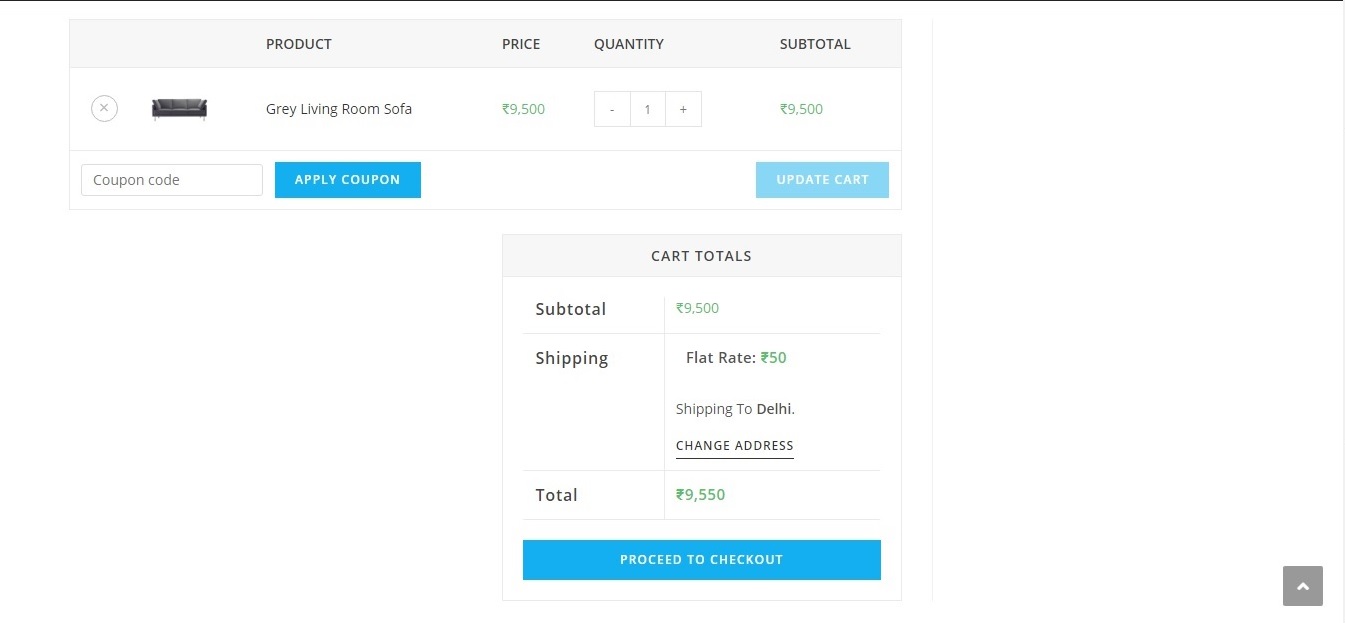 PRODUCT PRICE QUANTITY SUBTOTAL
Grey Living Room Sofa ₹9,500 - 1 + ₹9,500
Coupon code APPLY COUPON UPDATE CART
CART TOTALS
Subtotal ₹9,500
Shipping Flat Rate: ₹50
Shipping To Delhi.
CHANGE ADDRESS
Total ₹9,550
PROCEED TO CHECKOUT